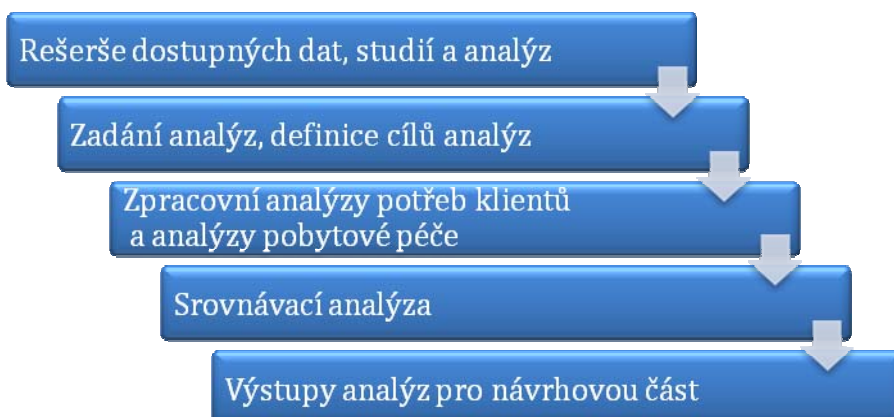 Rešerše dostupných dat, studií a analýz
Zadání analýz, definice cílů analýz
Zpracovní analýzy potřeb klientů
a analýzy pobytové péče
Srovnávací analýza
Výstupy analýz pro návrhovou část